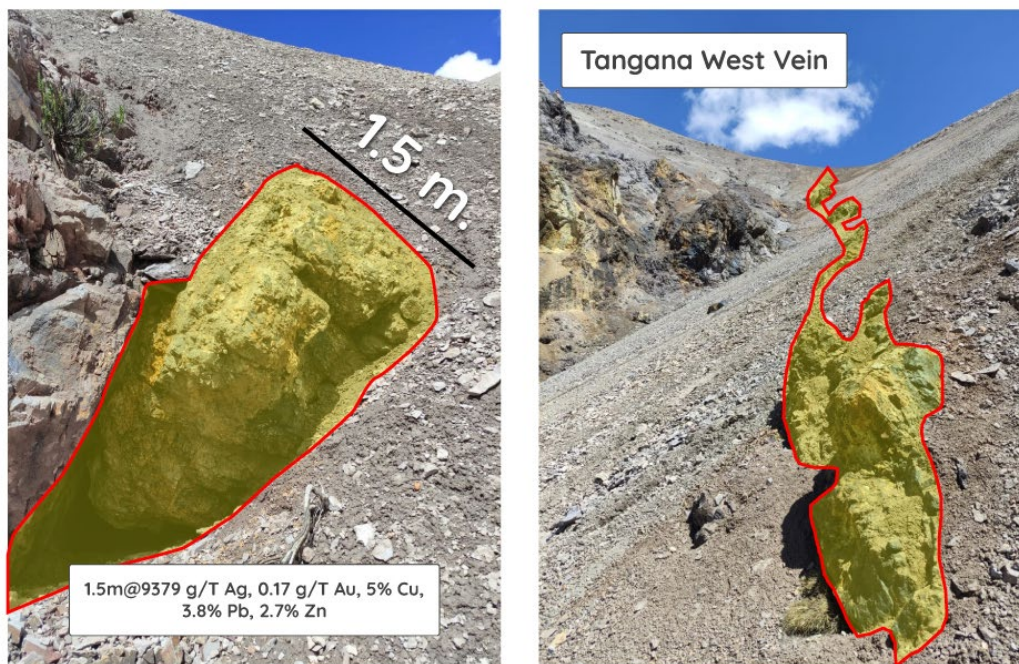 1.5 m.
1.5m@9379 g/T Ag, 0.17 g/T Au, 5% Cu,
3.8% Pb, 2.7% Zn
Tangana West Vein